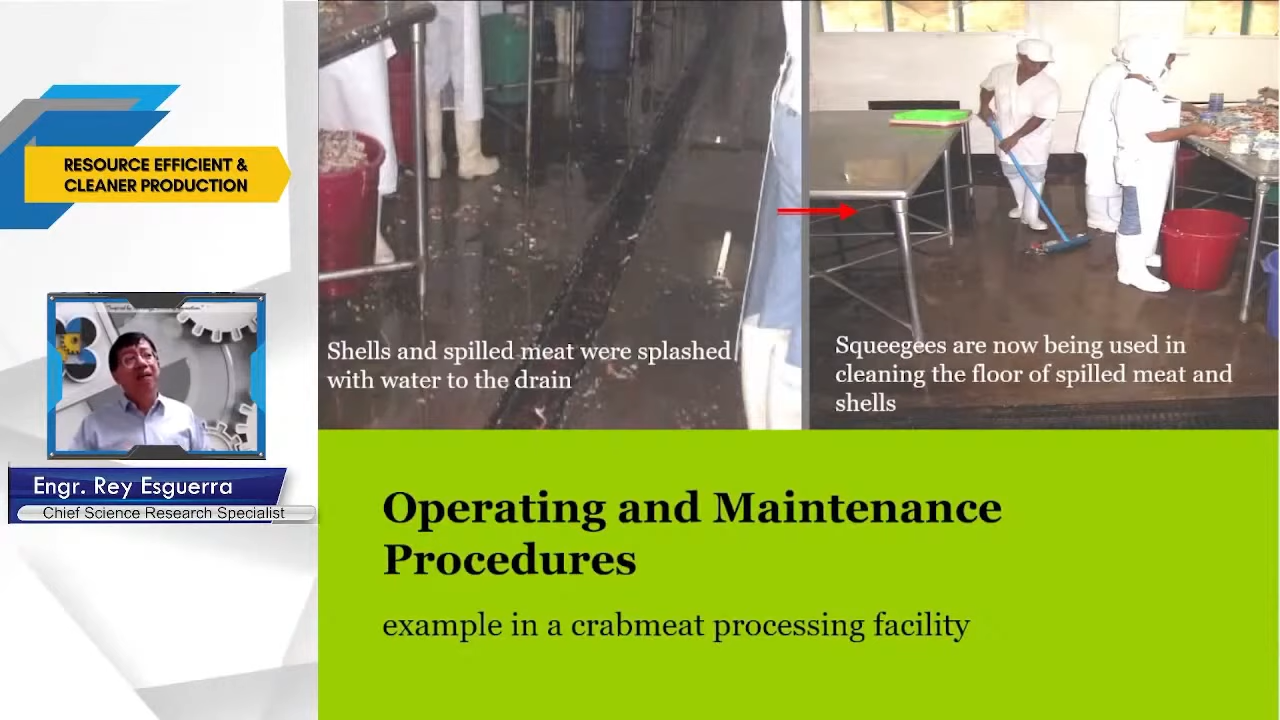 RESOURCE EFFICIENT &
CLEANER PRODUCTION
Engr. Rey Esguerra
Chief Science Research Specialist
Shells and spilled meat were splashed
with water to the drain
Squeegees are now being used in
cleaning the floor of spilled meat and
shells
Operating and Maintenance
Procedures
example in a crabmeat processing facility